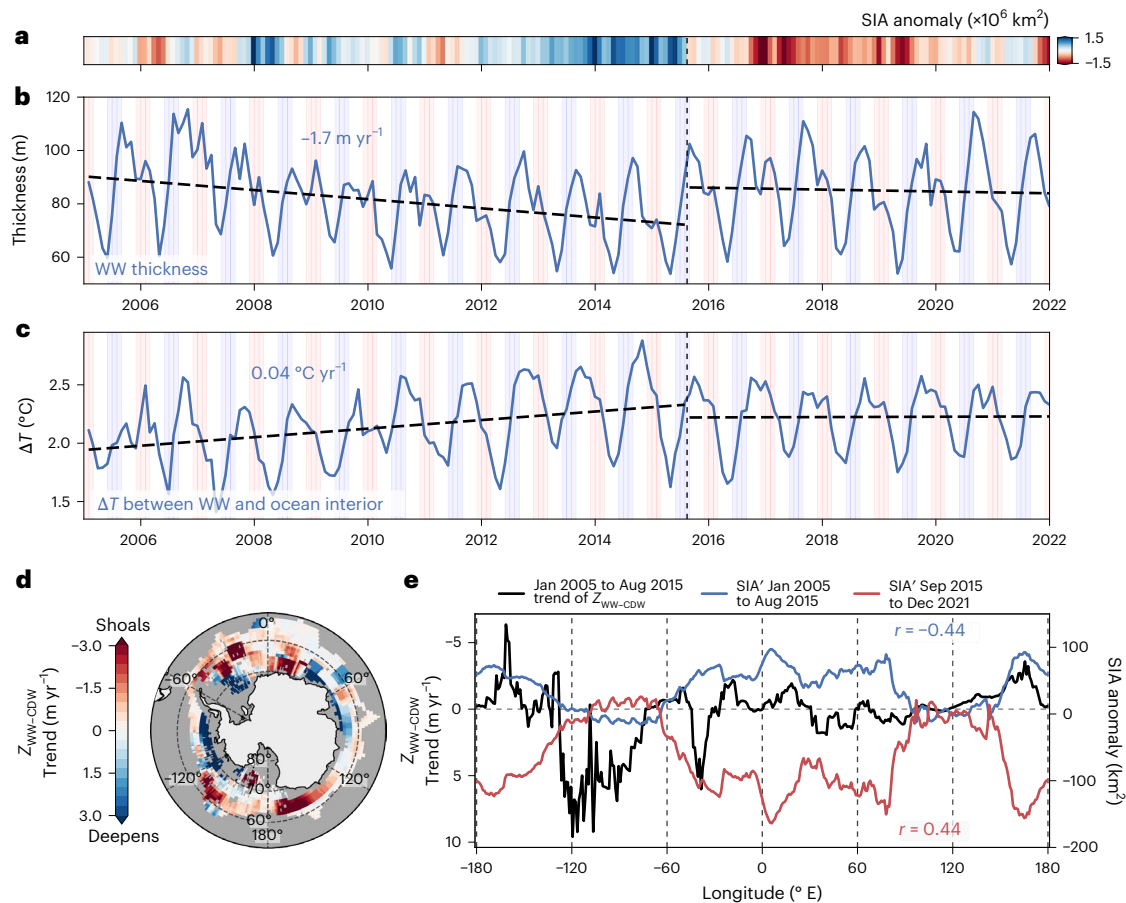 SIA anomaly (×10⁶ km²)
a
1.5
−1.5
b
120
100
80
60
Thickness (m)
−1.7 m yr⁻¹
WW thickness
2006 2008 2010 2012 2014 2016 2018 2020 2022
c
2.5
2.0
1.5
ΔT (°C)
0.04 °C yr⁻¹
ΔT between WW and ocean interior
2006 2008 2010 2012 2014 2016 2018 2020 2022
d
Shoals
−3.0
−1.5
0
1.5
3.0
Deepens
Z_WW–CDW
Trend (m yr⁻¹)
0°
−60°
60°
−120°
120°
80°
70°
60°
180°
e
Jan 2005 to Aug 2015
trend of Z_WW–CDW
SIA′ Jan 2005
to Aug 2015
SIA′ Sep 2015
to Dec 2021
r = −0.44
r = 0.44
−5
0
5
10
Z_WW–CDW
Trend (m yr⁻¹)
100
0
−100
−200
SIA anomaly (km²)
−180 −120 −60 0 60 120 180
Longitude (° E)